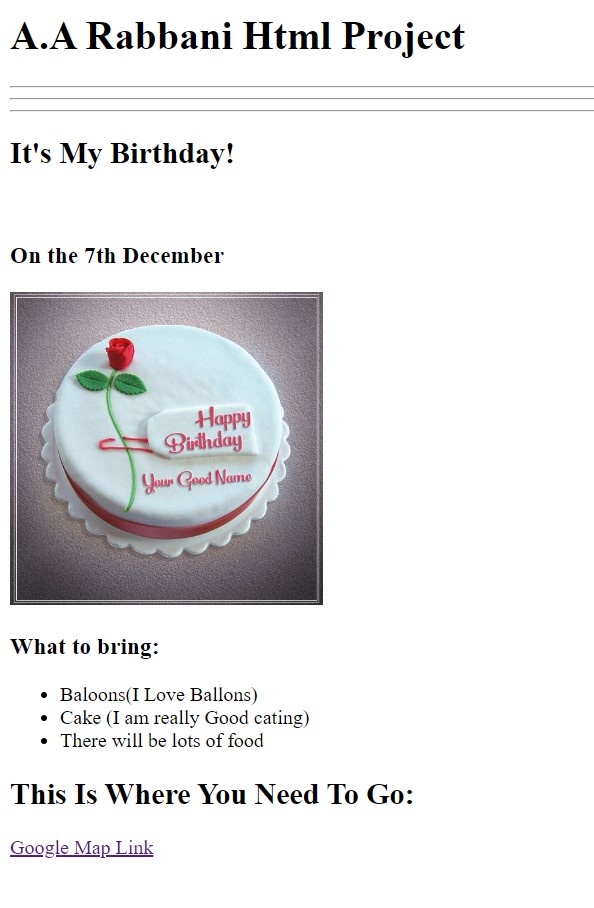 A.A Rabbani Html Project
It's My Birthday!
On the 7th December
Happy
Birthday
Your Good Name
What to bring:
Baloons(I Love Ballons)
Cake (I am really Good cating)
There will be lots of food
This Is Where You Need To Go:
Google Map Link